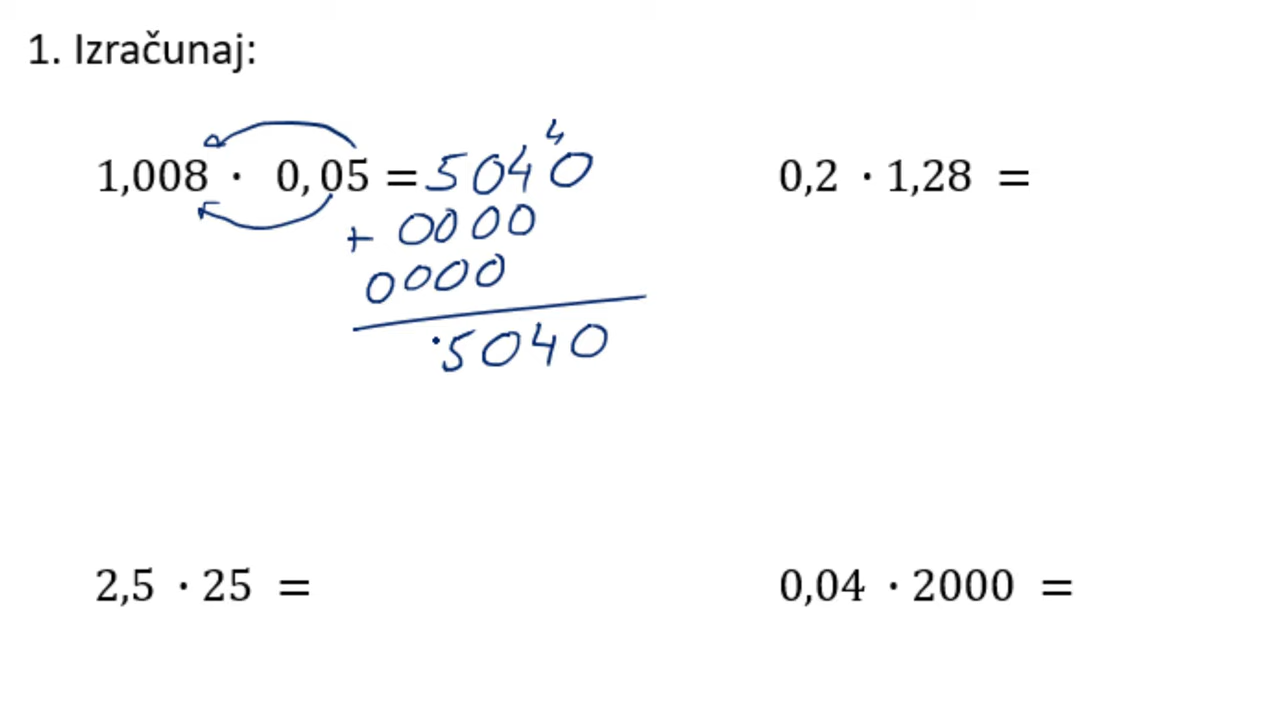 1. Izračunaj:
4
1,008 · 0,05 = 5040
+ 0000
0000
5040
0,2 · 1,28 =
2,5 · 25 =
0,04 · 2000 =